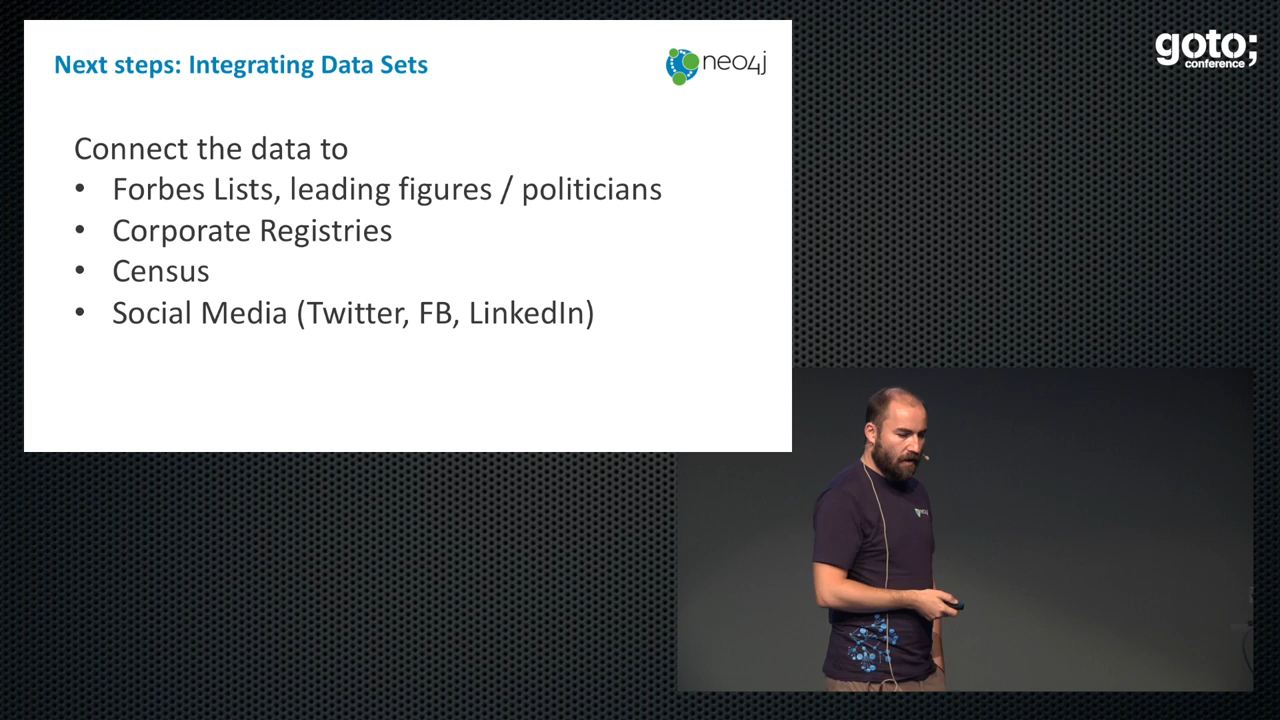 Next steps: Integrating Data Sets
neo4j
goto;
conference
Connect the data to
• Forbes Lists, leading figures / politicians
• Corporate Registries
• Census
• Social Media (Twitter, FB, LinkedIn)